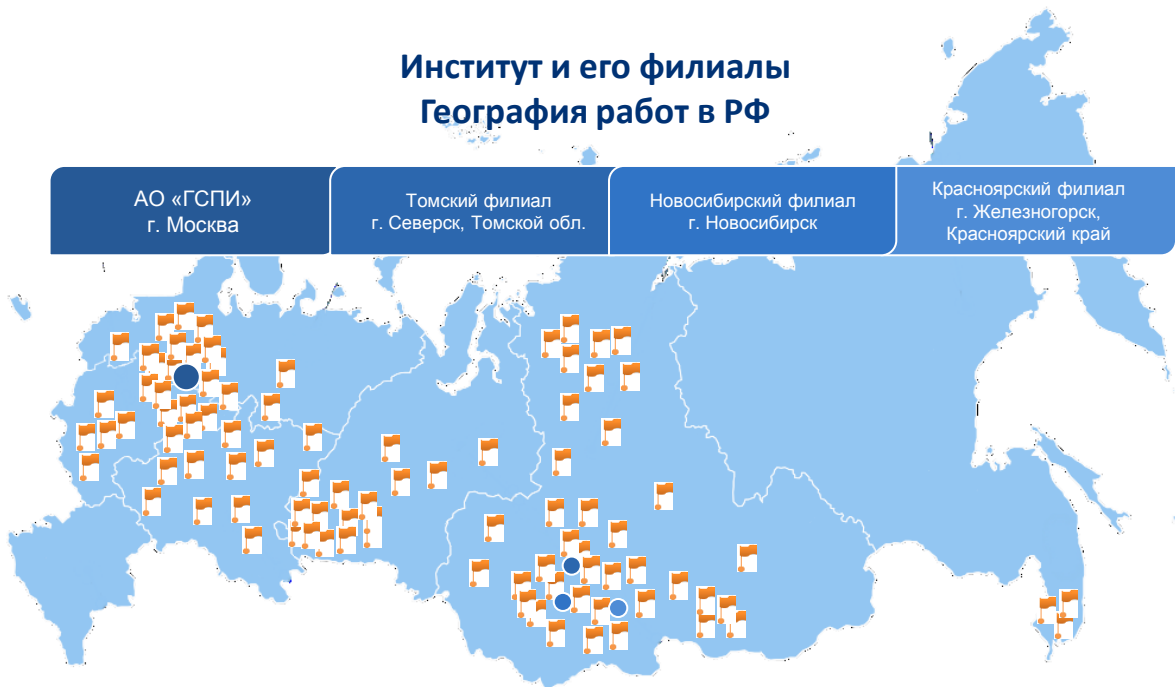 Институт и его филиалы
География работ в РФ
АО «ГСПИ»
г. Москва
Томский филиал
г. Северск, Томской обл.
Новосибирский филиал
г. Новосибирск
Красноярский филиал
г. Железногорск,
Красноярский край